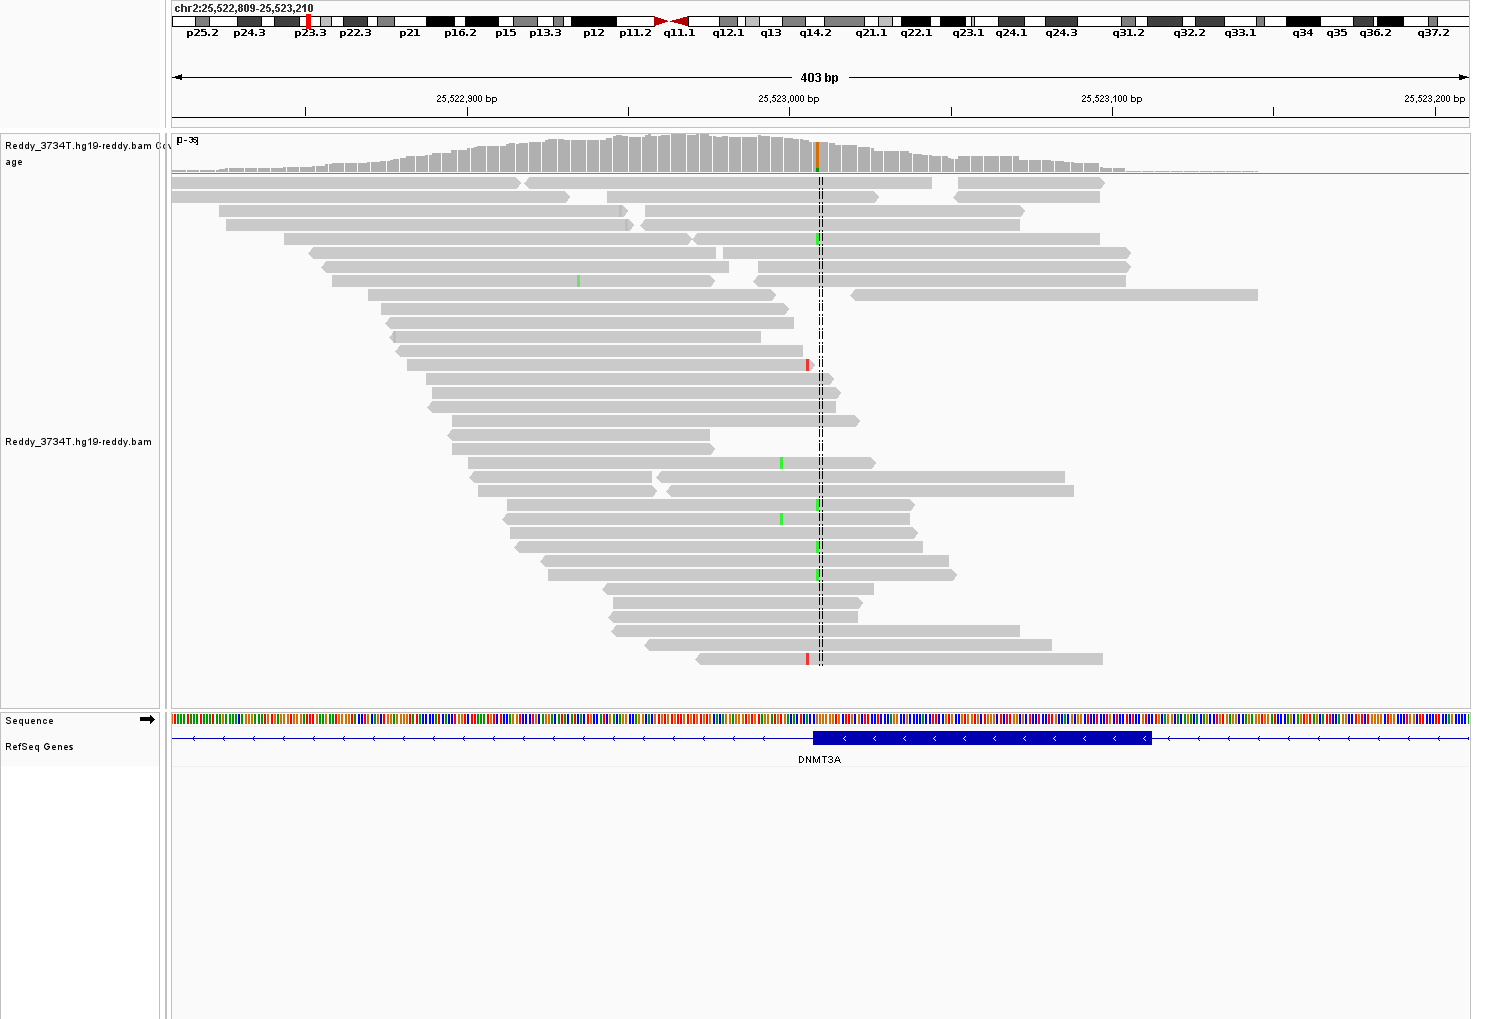 chr2:25,522,809-25,523,210
p25.2 p24.3 p23.3 p22.3 p21 p16.2 p15 p13.3 p12 p11.2 q11.1 q12.1 q13 q14.2 q21.1 q22.1 q23.1 q24.1 q24.3 q31.2 q32.2 q33.1 q34 q35 q36.2 q37.2
403 bp
25,522,900 bp 25,523,000 bp 25,523,100 bp 25,523,200 bp
Reddy_3734T.hg19-reddy.bam Cov
age
[0-36]
Reddy_3734T.hg19-reddy.bam
Sequence
RefSeq Genes
DNMT3A